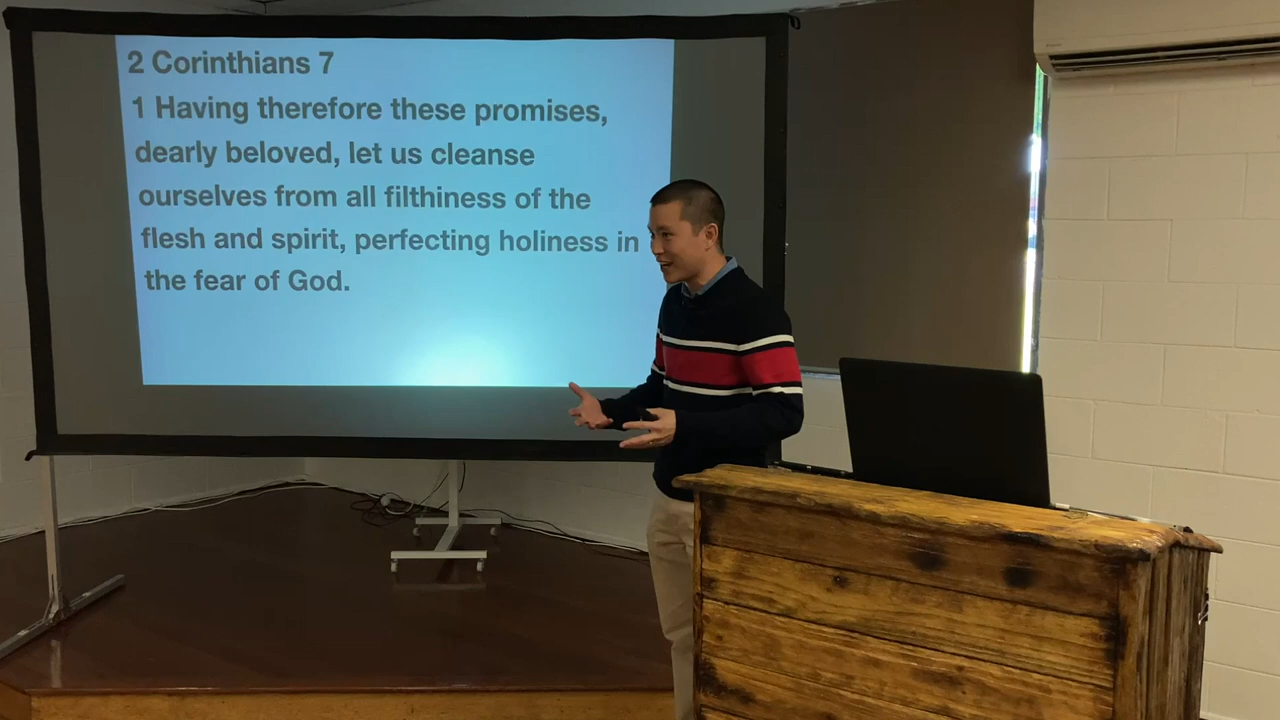 2 Corinthians 7
1 Having therefore these promises,
dearly beloved, let us cleanse
ourselves from all filthiness of the
flesh and spirit, perfecting holiness in
the fear of God.